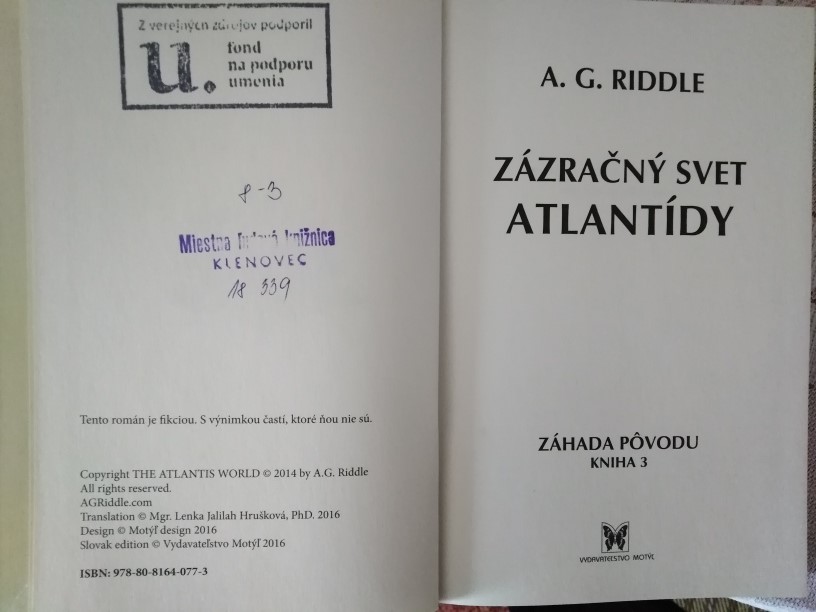 Z verejných zdrojov podporil
u.
fond
na podporu
umenia
8-3
Miestna ľudová knižnica
KLENOVEC
18 339
Tento román je fikciou. S výnimkou častí, ktoré ňou nie sú.
Copyright THE ATLANTIS WORLD © 2014 by A.G. Riddle
All rights reserved.
AGRiddle.com
Translation © Mgr. Lenka Jalilah Hrušková, PhD. 2016
Design © Motýľ design 2016
Slovak edition © Vydavateľstvo Motýľ 2016
ISBN: 978-80-8164-077-3
A. G. RIDDLE
ZÁZRAČNÝ SVET
ATLANTÍDY
ZÁHADA PÔVODU
KNIHA 3
VYDAVATEĽSTVO MOTÝĽ